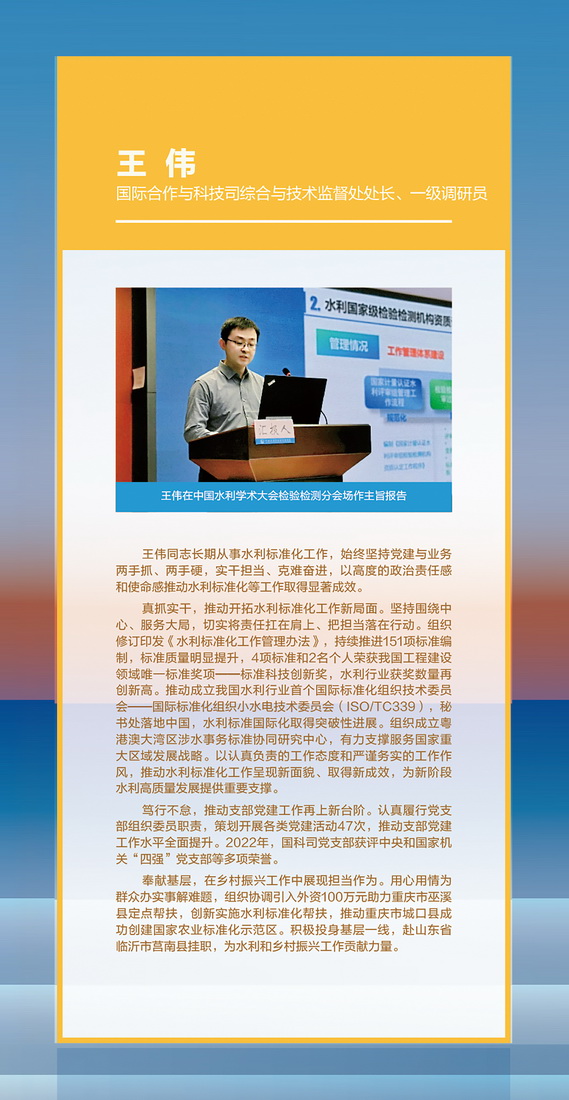 王 伟
国际合作与科技司综合与技术监督处处长、一级调研员
2. 水利国家级检验检测机构资质
管理情况
工作管理体系建设
国家计量认证水
利评审组管理工
作流程
规范化
汇报人
王伟在中国水利学术大会检验检测分会场作主旨报告
王伟同志长期从事水利标准化工作，始终坚持党建与业务
两手抓、两手硬，实干担当、克难奋进，以高度的政治责任感
和使命感推动水利标准化等工作取得显著成效。
真抓实干，推动开拓水利标准化工作新局面。坚持围绕中
心、服务大局，切实将责任扛在肩上、把担当落在行动。组织
修订印发《水利标准化工作管理办法》，持续推进151项标准编
制，标准质量明显提升，4项标准和2名个人荣获我国工程建设
领域唯一标准奖项——标准科技创新奖，水利行业获奖数量再
创新高。推动成立我国水利行业首个国际标准化组织技术委员
会——国际标准化组织小水电技术委员会（ISO/TC339），秘
书处落地中国，水利标准国际化取得突破性进展。组织成立粤
港澳大湾区涉水事务标准协同研究中心，有力支撑服务国家重
大区域发展战略。以认真负责的工作态度和严谨务实的工作作
风，推动水利标准化工作呈现新面貌、取得新成效，为新阶段
水利高质量发展提供重要支撑。
笃行不怠，推动支部党建工作再上新台阶。认真履行党支
部组织委员职责，策划开展各类党建活动47次，推动支部党建
工作水平全面提升。2022年，国科司党支部获评中央和国家机
关“四强”党支部等多项荣誉。
奉献基层，在乡村振兴工作中展现担当作为。用心用情为
群众办实事解难题，组织协调引入外资100万元助力重庆市巫溪
县定点帮扶，创新实施水利标准化帮扶，推动重庆市城口县成
功创建国家农业标准化示范区。积极投身基层一线，赴山东省
临沂市莒南县挂职，为水利和乡村振兴工作贡献力量。